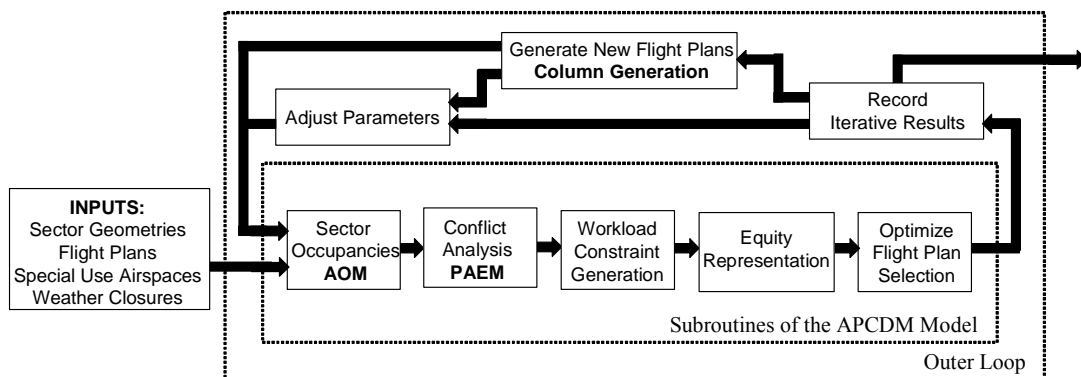 Generate New Flight Plans
Column Generation
Adjust Parameters
Record
Iterative Results
INPUTS:
Sector Geometries
Flight Plans
Special Use Airspaces
Weather Closures
Sector
Occupancies
AOM
Conflict
Analysis
PAEM
Workload
Constraint
Generation
Equity
Representation
Optimize
Flight Plan
Selection
Subroutines of the APCDM Model
Outer Loop